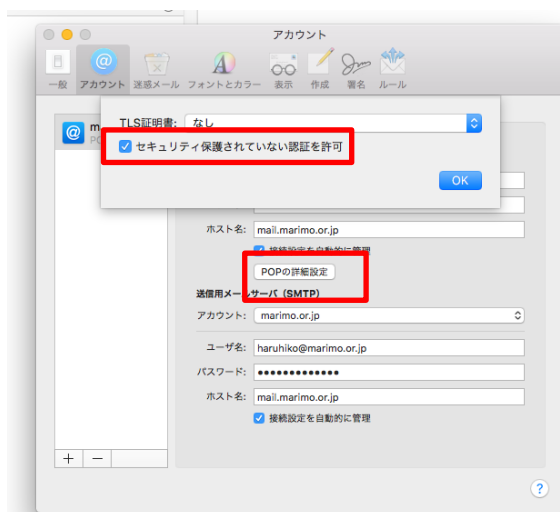 アカウント
一般 アカウント 迷惑メール フォントとカラー 表示 作成 署名 ルール
TLS証明書: なし
セキュリティ保護されていない認証を許可
OK
ホスト名: mail.marimo.or.jp
接続設定を自動的に管理
POPの詳細設定
送信用メールサーバ (SMTP)
アカウント: marimo.or.jp
ユーザ名: haruhiko@marimo.or.jp
パスワード: •••••••••••••
ホスト名: mail.marimo.or.jp
接続設定を自動的に管理
+ −
?